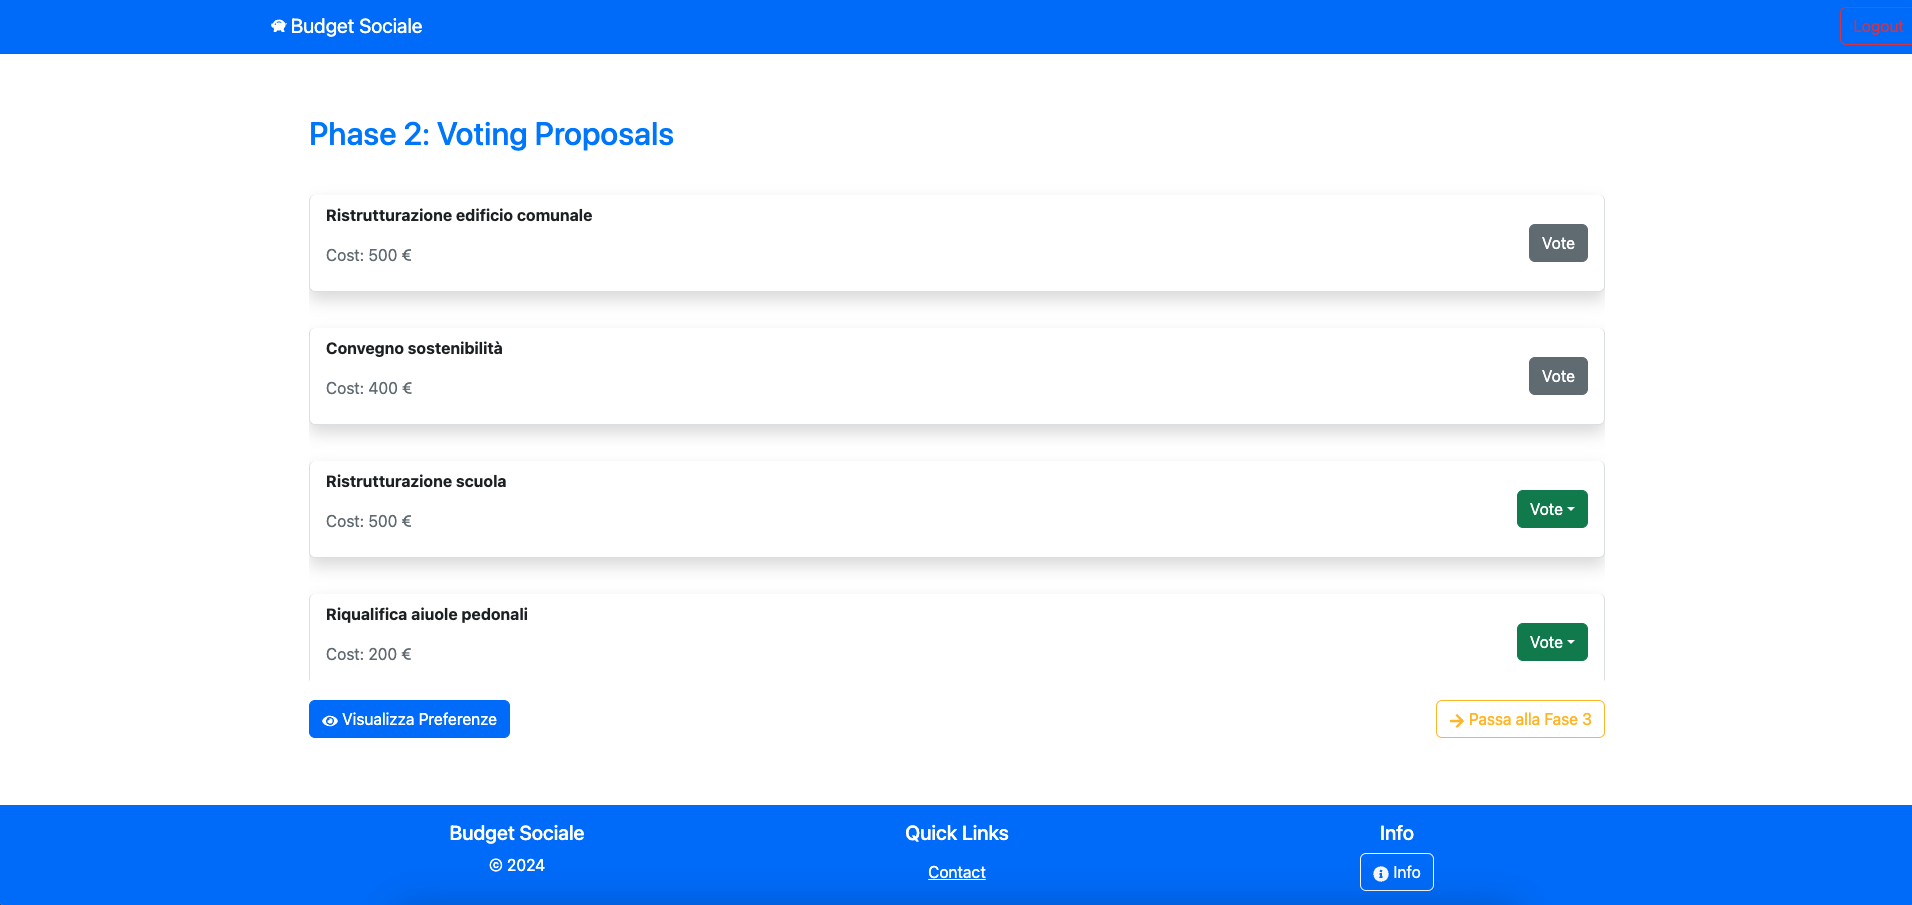 Budget Sociale
Logout
Phase 2: Voting Proposals
Ristrutturazione edificio comunale
Cost: 500 €
Vote
Convegno sostenibilità
Cost: 400 €
Vote
Ristrutturazione scuola
Cost: 500 €
Vote
Riqualifica aiuole pedonali
Cost: 200 €
Vote
Visualizza Preferenze
Passa alla Fase 3
Budget Sociale
© 2024
Quick Links
Contact
Info
Info